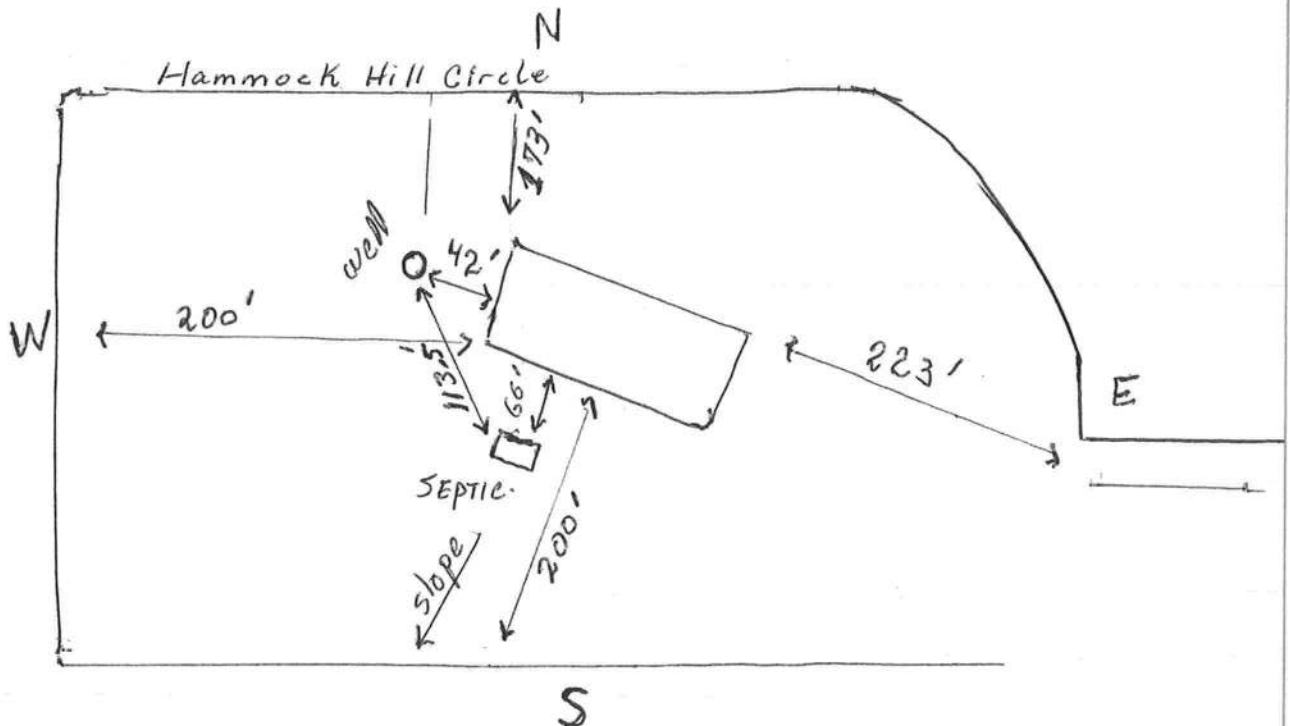 N
Hammock Hill Circle
173'
well
42'
W
200'
113.5'
66'
223'
E
SEPTIC.
slope
200'
S